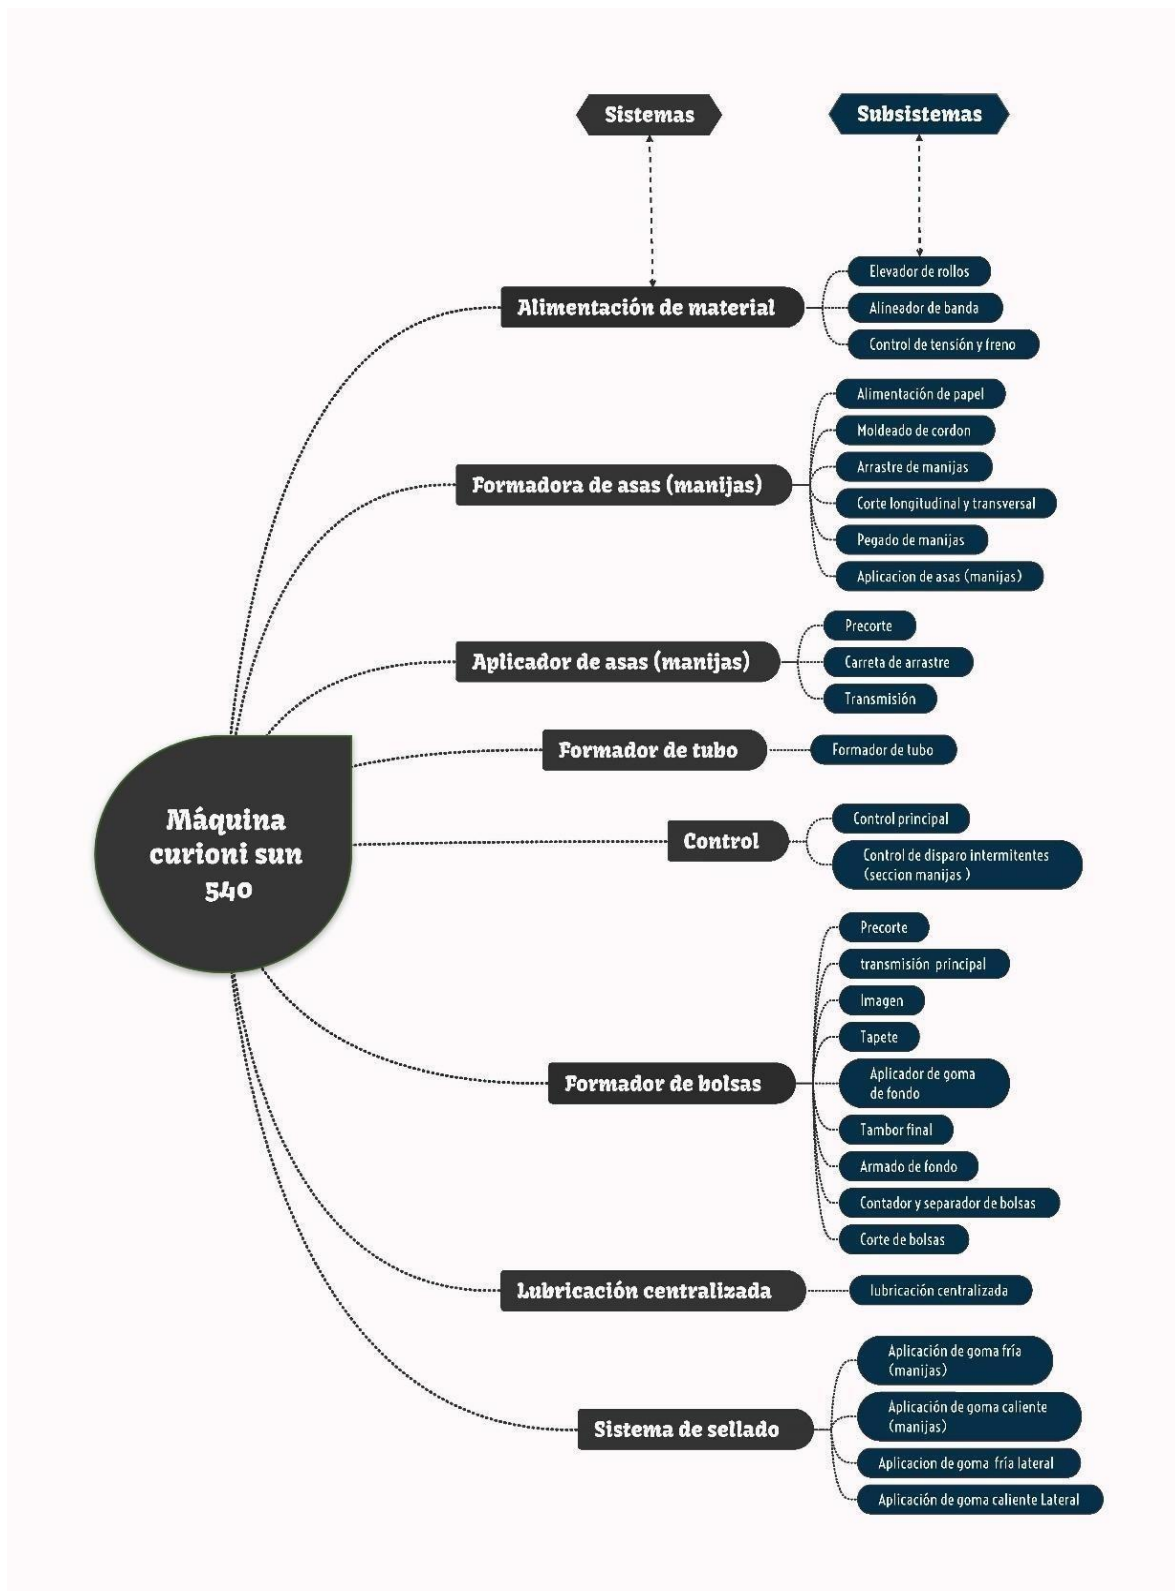 Sistemas
Subsistemas
Máquina
curioni sun
540
Alimentación de material
Elevador de rollos
Alineador de banda
Control de tensión y freno
Formadora de asas (manijas)
Alimentación de papel
Moldeado de cordon
Arrastre de manijas
Corte longitudinal y transversal
Pegado de manijas
Aplicacion de asas (manijas)
Aplicador de asas (manijas)
Precorte
Carreta de arrastre
Transmisión
Formador de tubo
Formador de tubo
Control
Control principal
Control de disparo intermitentes
(seccion manijas )
Formador de bolsas
Precorte
transmisión principal
Imagen
Tapete
Aplicador de goma
de fondo
Tambor final
Armado de fondo
Contador y separador de bolsas
Corte de bolsas
Lubricación centralizada
lubricación centralizada
Sistema de sellado
Aplicación de goma fría
(manijas)
Aplicación de goma caliente
(manijas)
Aplicacion de goma fría lateral
Aplicación de goma caliente Lateral